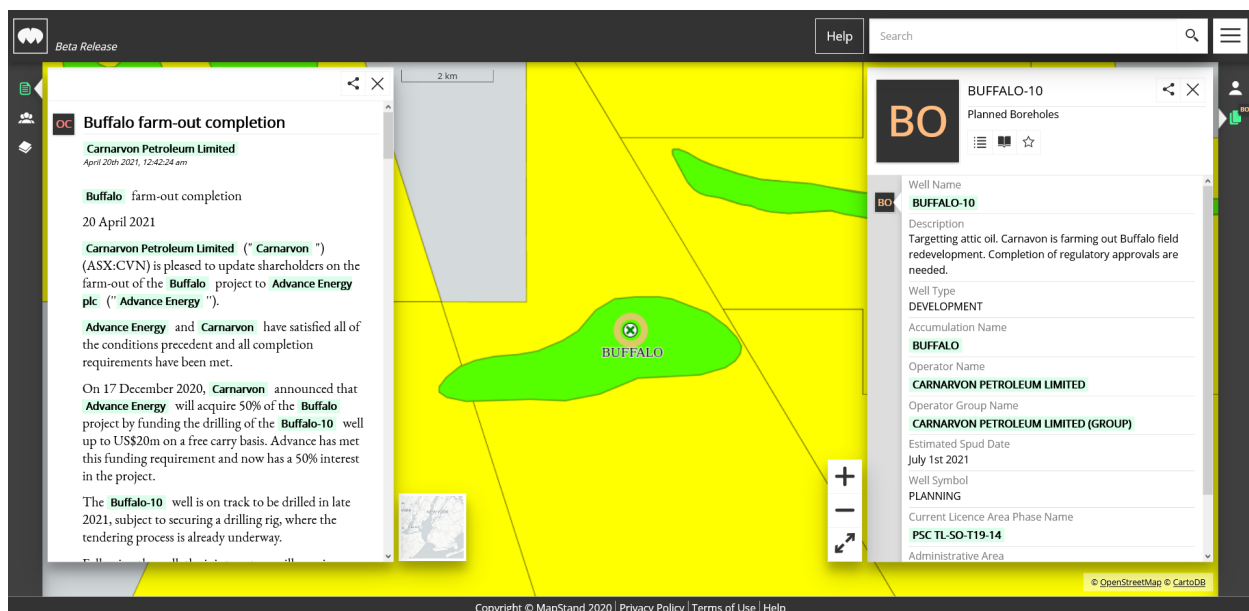 Beta Release
Help
Search
2 km
OC
Buffalo farm-out completion
Carnarvon Petroleum Limited
April 20th 2021, 12:42:24 am
Buffalo farm-out completion
20 April 2021
Carnarvon Petroleum Limited (" Carnarvon ")
(ASX:CVN) is pleased to update shareholders on the
farm-out of the Buffalo project to Advance Energy
plc (" Advance Energy ").
Advance Energy and Carnarvon have satisfied all of
the conditions precedent and all completion
requirements have been met.
On 17 December 2020, Carnarvon announced that
Advance Energy will acquire 50% of the Buffalo
project by funding the drilling of the Buffalo-10 well
up to US$20m on a free carry basis. Advance has met
this funding requirement and now has a 50% interest
in the project.
The Buffalo-10 well is on track to be drilled in late
2021, subject to securing a drilling rig, where the
tendering process is already underway.
BUFFALO
BO
BUFFALO-10
Planned Boreholes
BO
BO
Well Name
BUFFALO-10
Description
Targetting attic oil. Carnavon is farming out Buffalo field
redevelopment. Completion of regulatory approvals are
needed.
Well Type
DEVELOPMENT
Accumulation Name
BUFFALO
Operator Name
CARNARVON PETROLEUM LIMITED
Operator Group Name
CARNARVON PETROLEUM LIMITED (GROUP)
Estimated Spud Date
July 1st 2021
Well Symbol
PLANNING
Current Licence Area Phase Name
PSC TL-SO-T19-14
Administrative Area
© OpenStreetMap © CartoDB
Copyright © MapStand 2020 | Privacy Policy | Terms of Use | Help